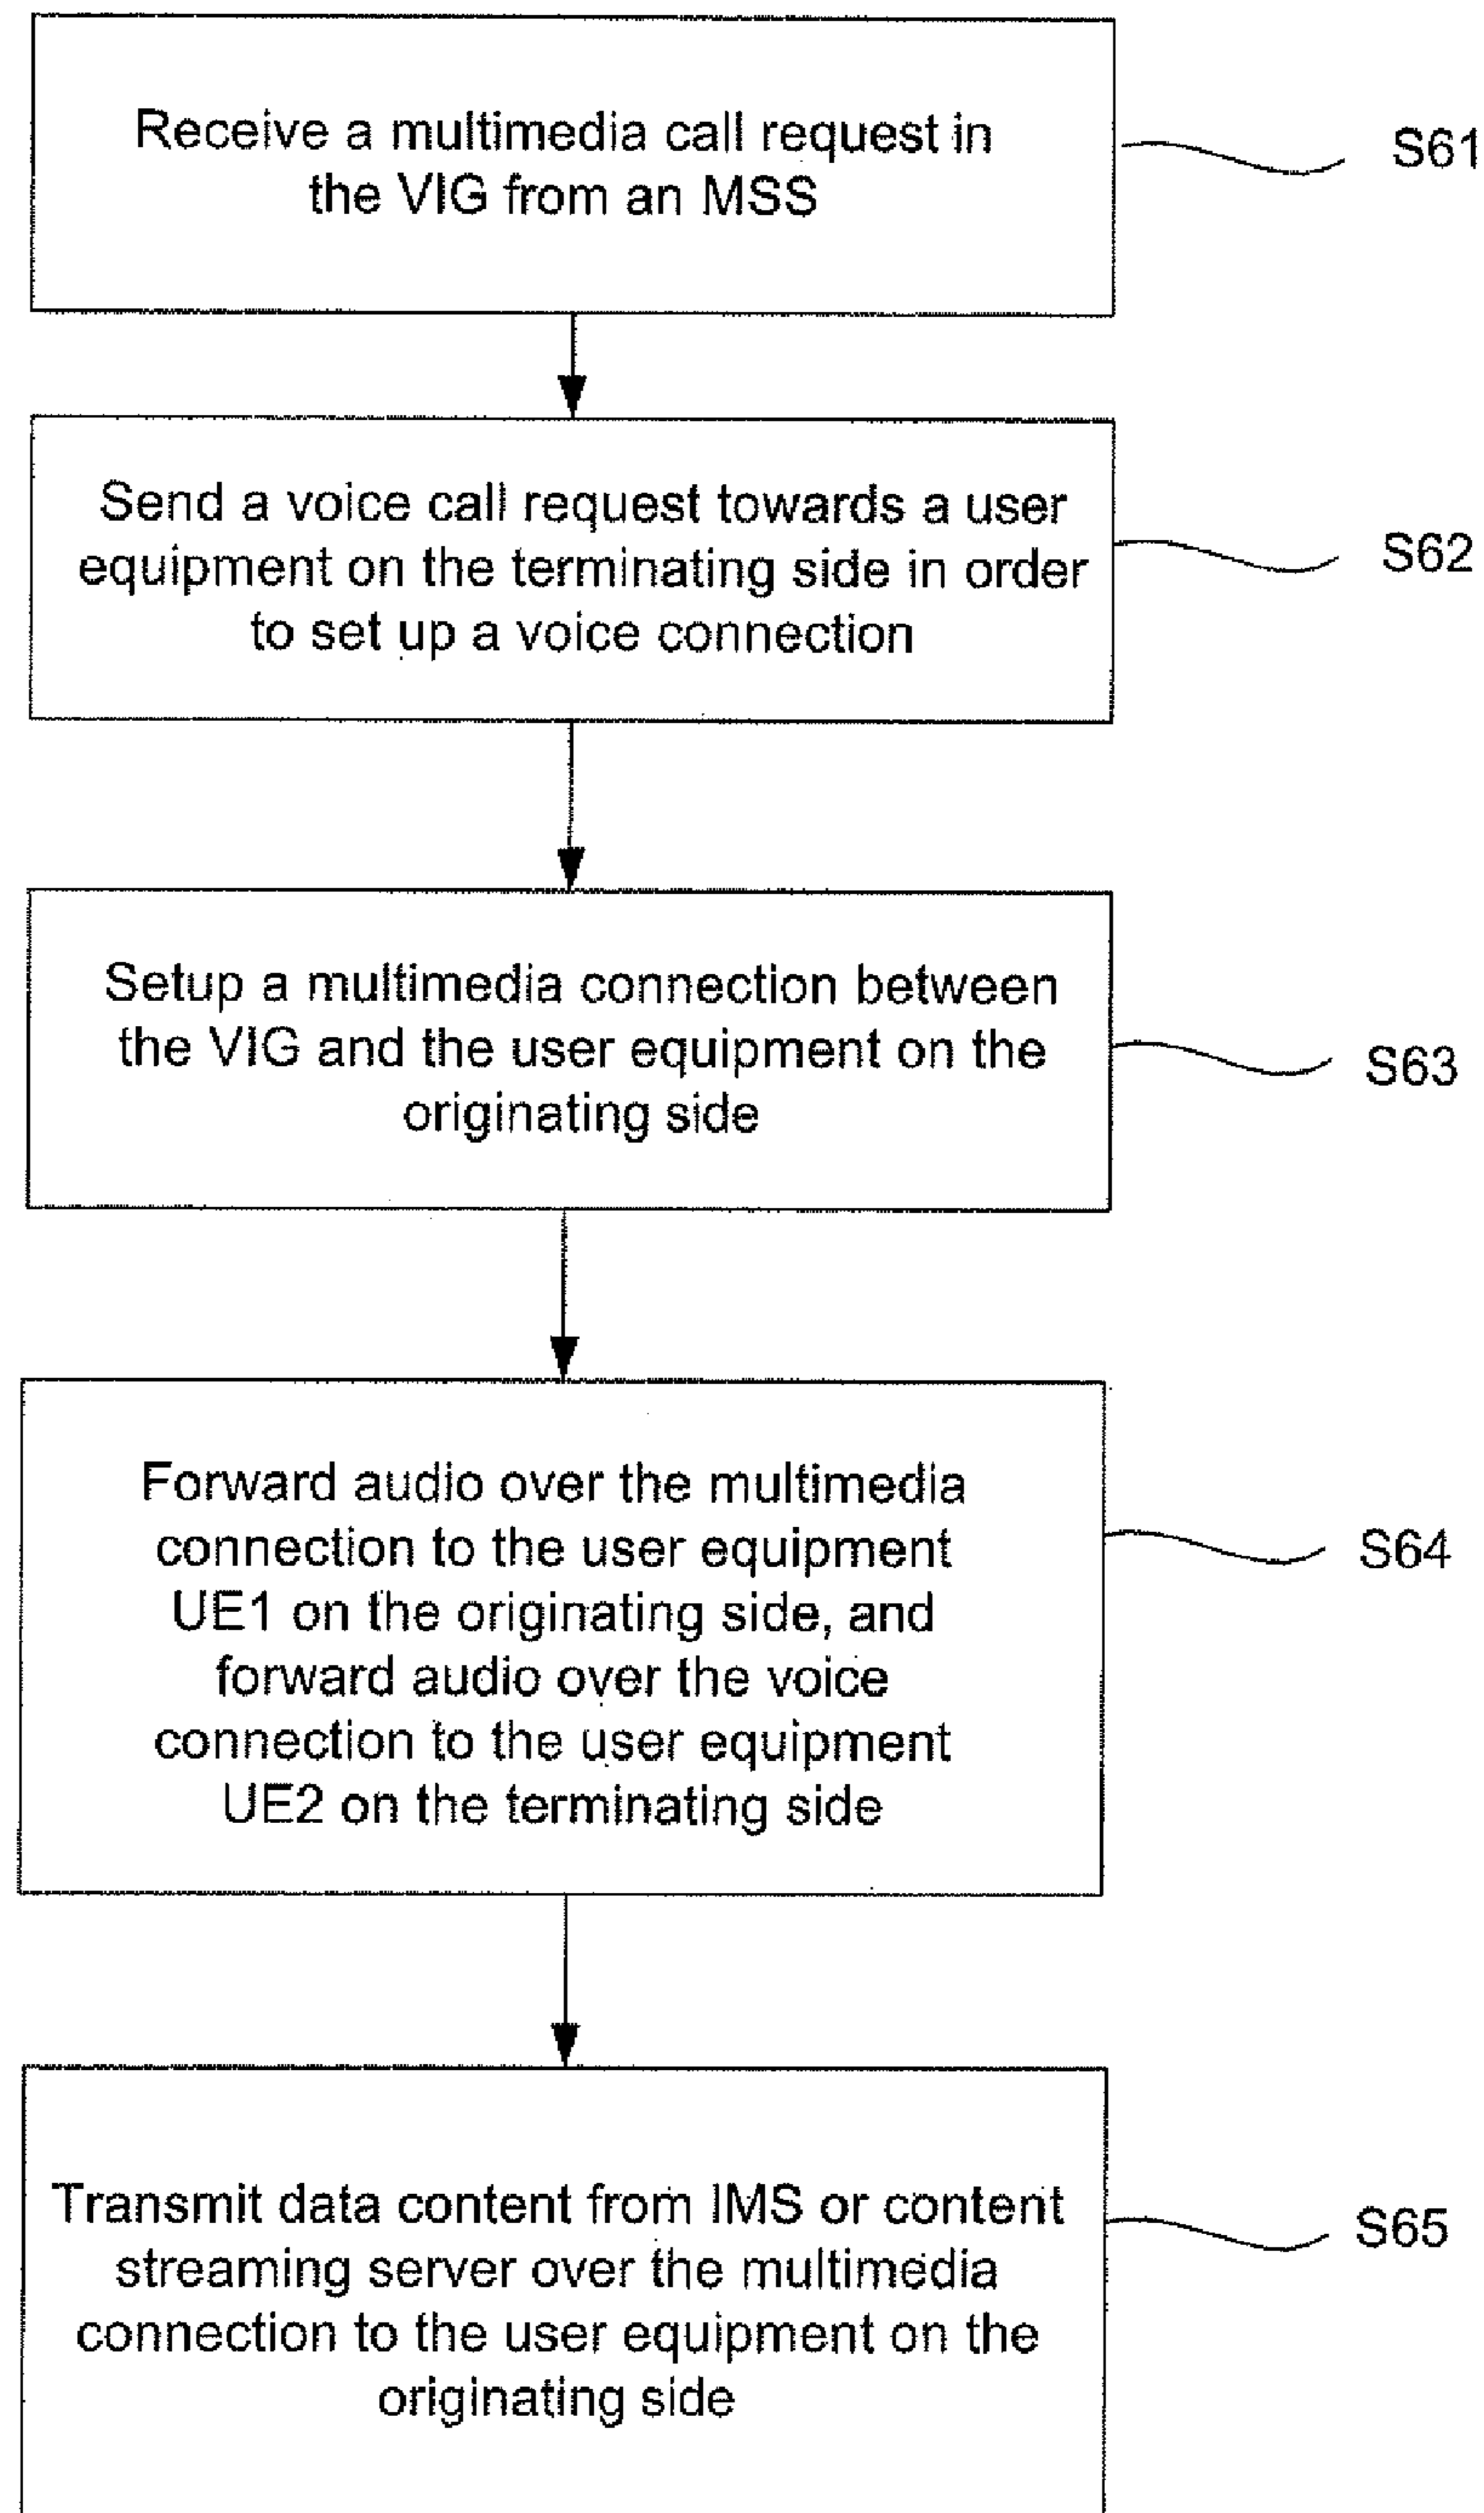 Receive a multimedia call request in
the VIG from an MSS
S61
Send a voice call request towards a user
equipment on the terminating side in order
to set up a voice connection
S62
Setup a multimedia connection between
the VIG and the user equipment on the
originating side
S63
Forward audio over the multimedia
connection to the user equipment
UE1 on the originating side, and
forward audio over the voice
connection to the user equipment
UE2 on the terminating side
S64
Transmit data content from IMS or content
streaming server over the multimedia
connection to the user equipment on the
originating side
S65